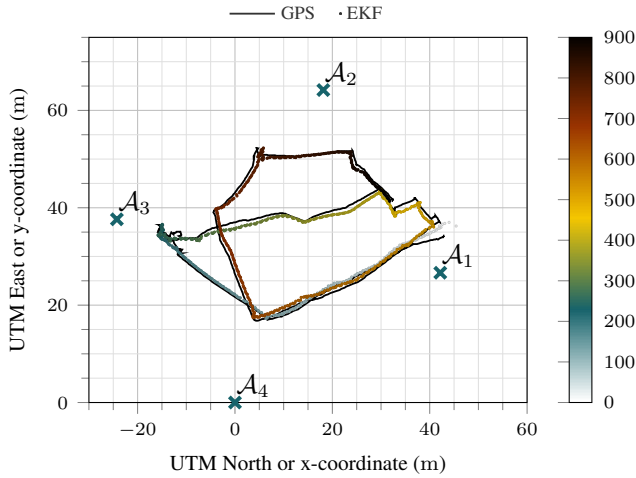 GPS EKF
900
800
700
600
500
400
300
200
100
0
UTM East or y-coordinate (m)
60
40
20
0
𝒜₂
𝒜₃
𝒜₁
𝒜₄
−20 0 20 40 60
UTM North or x-coordinate (m)